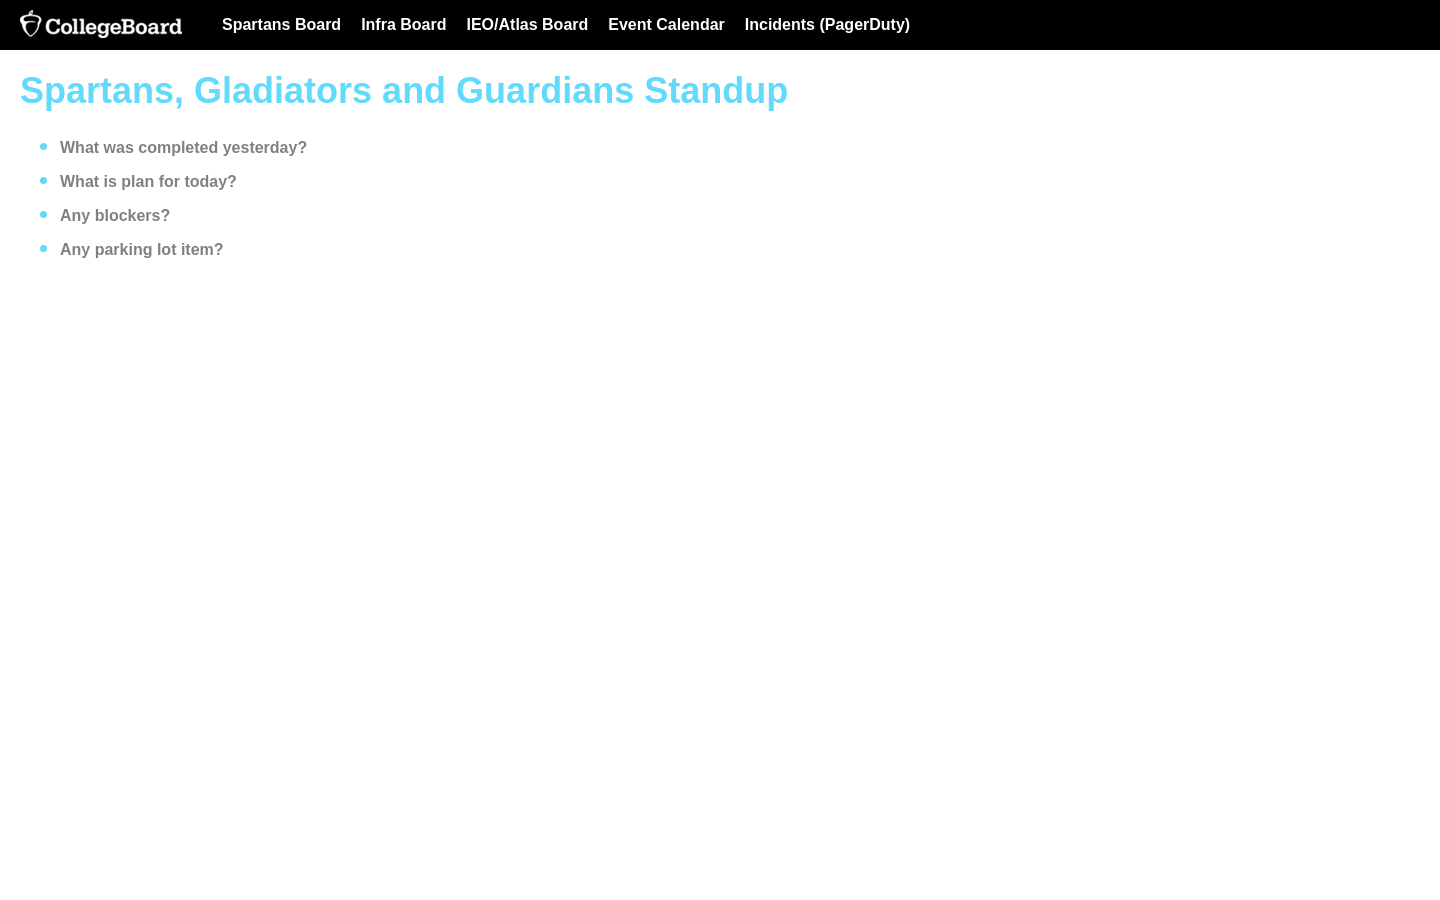 CollegeBoard
Spartans Board Infra Board IEO/Atlas Board Event Calendar Incidents (PagerDuty)
Spartans, Gladiators and Guardians Standup
What was completed yesterday?
What is plan for today?
Any blockers?
Any parking lot item?